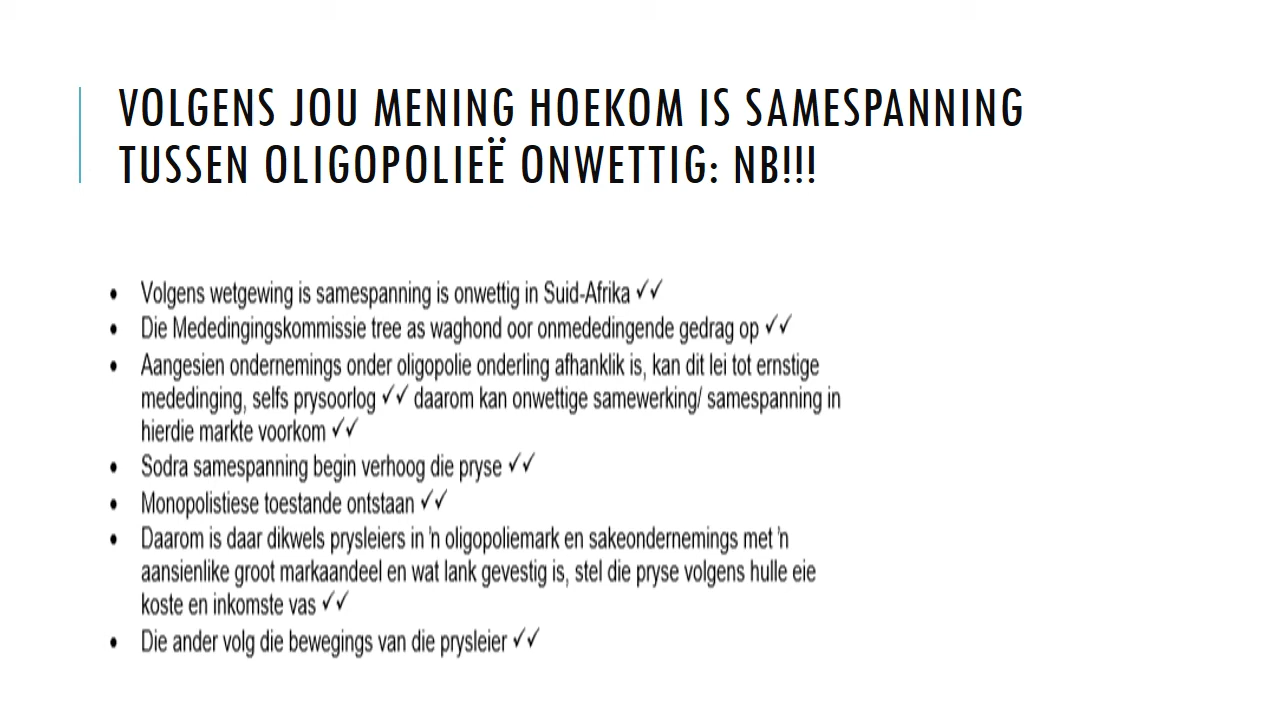 VOLGENS JOU MENING HOEKOM IS SAMESPANNING
TUSSEN OLIGOPOLIEË ONWETTIG: NB!!!
• Volgens wetgewing is samespanning is onwettig in Suid-Afrika ✓✓
• Die Mededingingskommissie tree as waghond oor onmededingende gedrag op ✓✓
• Aangesien ondernemings onder oligopolie onderling afhanklik is, kan dit lei tot ernstige
mededinging, selfs prysoorlog ✓✓ daarom kan onwettige samewerking/ samespanning in
hierdie markte voorkom ✓✓
• Sodra samespanning begin verhoog die pryse ✓✓
• Monopolistiese toestande ontstaan ✓✓
• Daarom is daar dikwels prysleiers in 'n oligopoliemark en sakeondernemings met 'n
aansienlike groot markaandeel en wat lank gevestig is, stel die pryse volgens hulle eie
koste en inkomste vas ✓✓
• Die ander volg die bewegings van die prysleier ✓✓